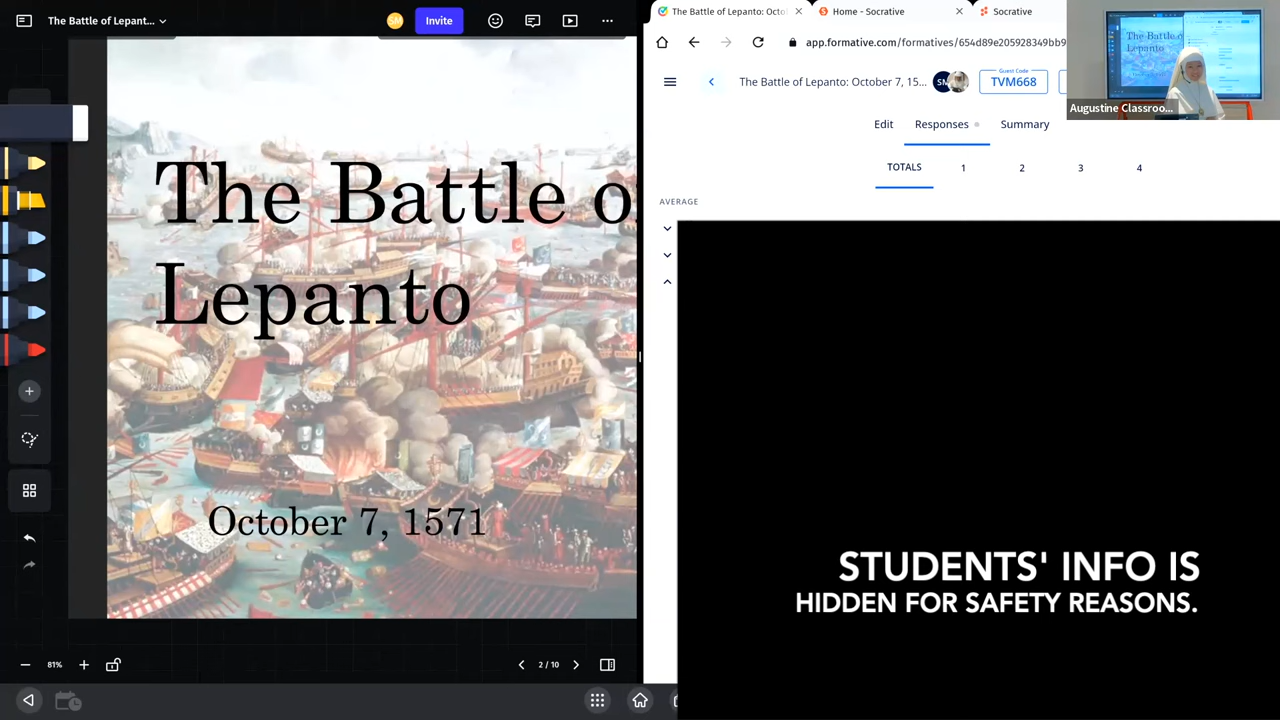 The Battle of Lepant...
SM
Invite
The Battle o
Lepanto
October 7, 1571
81%
2 / 10
The Battle of Lepanto: Octo
Home - Socrative
Socrative
app.formative.com/formatives/654d89e205928349bb9
The Battle of Lepanto: October 7, 15...
SM
Guest Code
TVM668
Augustine Classroo...
Edit
Responses
Summary
TOTALS
1
2
3
4
AVERAGE
STUDENTS' INFO IS
HIDDEN FOR SAFETY REASONS.